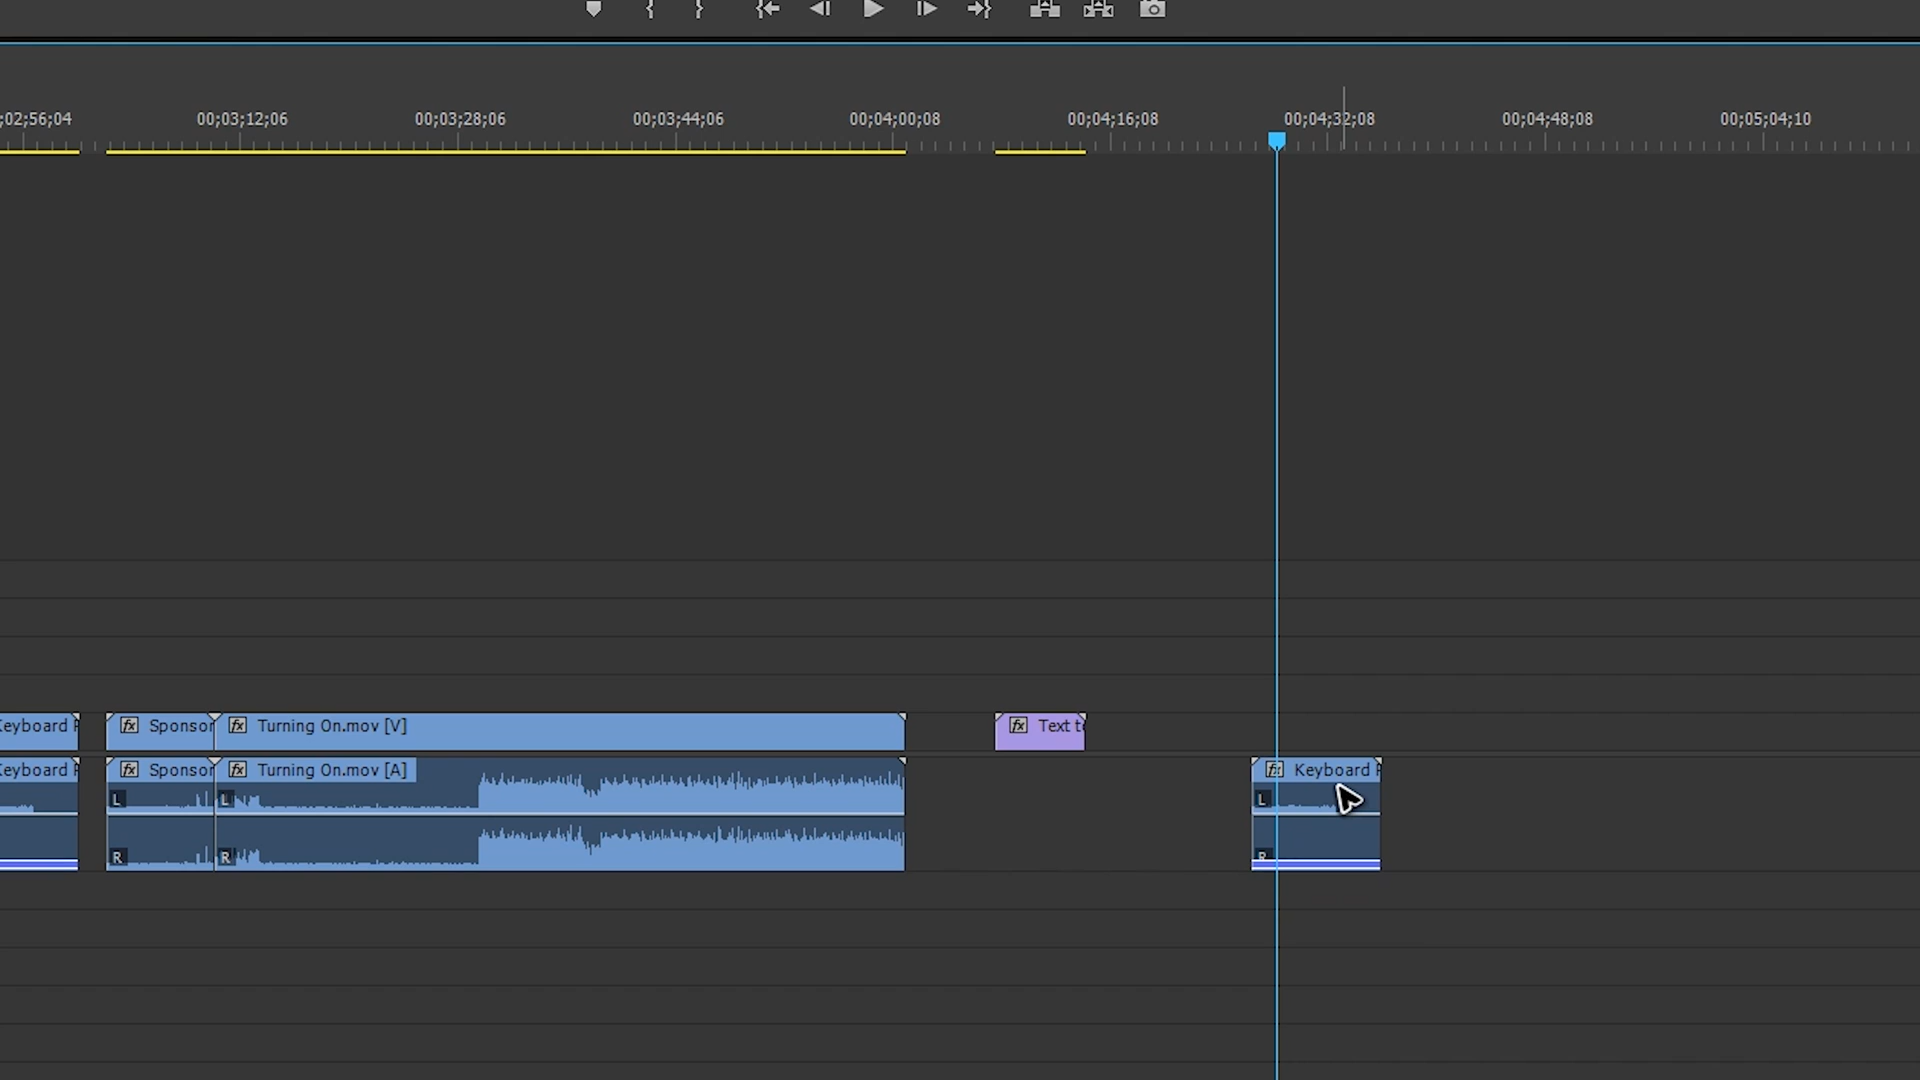 ;02;56;04 00;03;12;06 00;03;28;06 00;03;44;06 00;04;00;08 00;04;16;08 00;04;32;08 00;04;48;08 00;05;04;10
Keyboard fx Sponsor fx Turning On.mov [V] fx Text
Keyboard fx Sponsor fx Turning On.mov [A] fx Keyboard
L L L
R R R